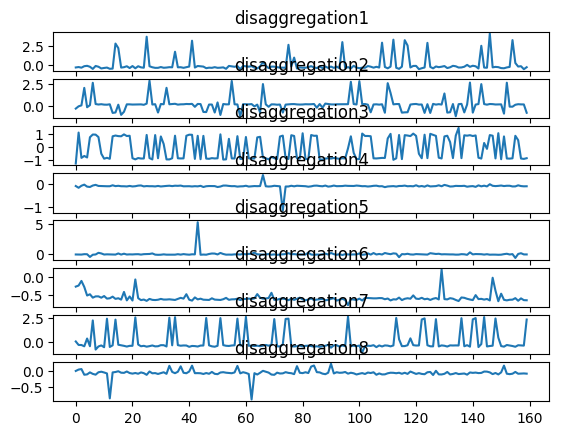 disaggregation1
2.5
0.0
disaggregation2
2.5
0.0
disaggregation3
1
0
−1
disaggregation4
0
−1
disaggregation5
5
0
disaggregation6
0.0
−0.5
disaggregation7
2.5
0.0
disaggregation8
0.0
−0.5
0 20 40 60 80 100 120 140 160